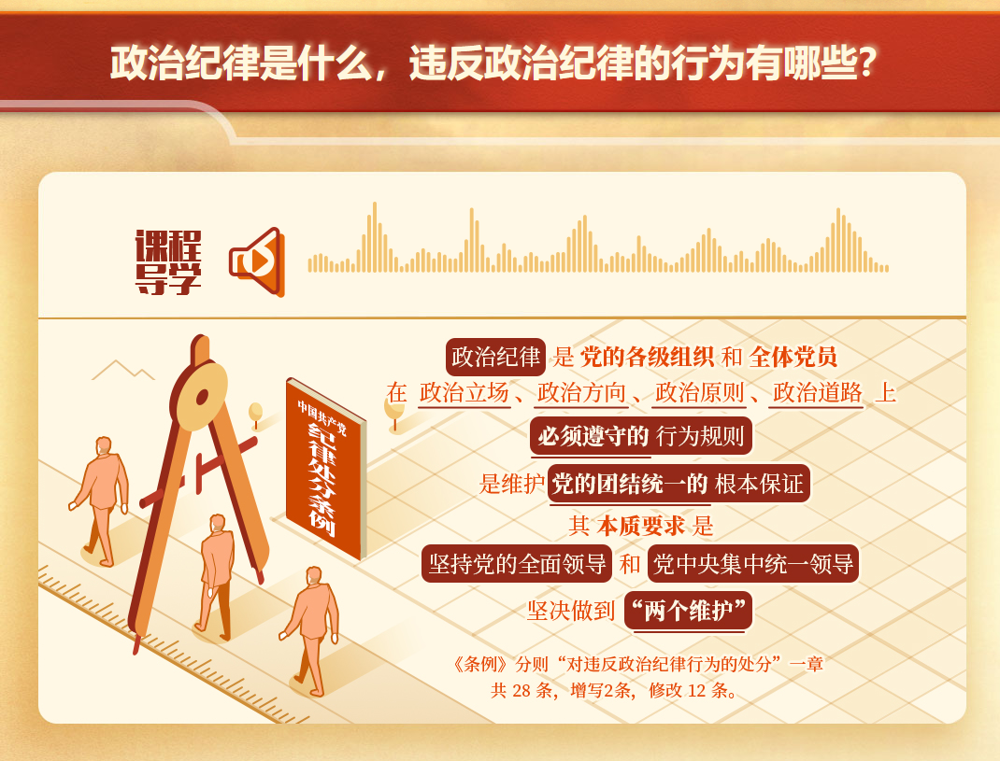 政治纪律是什么，违反政治纪律的行为有哪些？
课程
导学
中国共产党
纪律处分条例
政治纪律 是 党的各级组织 和 全体党员
在 政治立场、政治方向、政治原则、政治道路 上
必须遵守的 行为规则
是维护 党的团结统一的 根本保证
其 本质要求 是
坚持党的全面领导 和 党中央集中统一领导
坚决做到 “两个维护”
《条例》分则“对违反政治纪律行为的处分”一章
共 28 条，增写2条，修改 12 条。